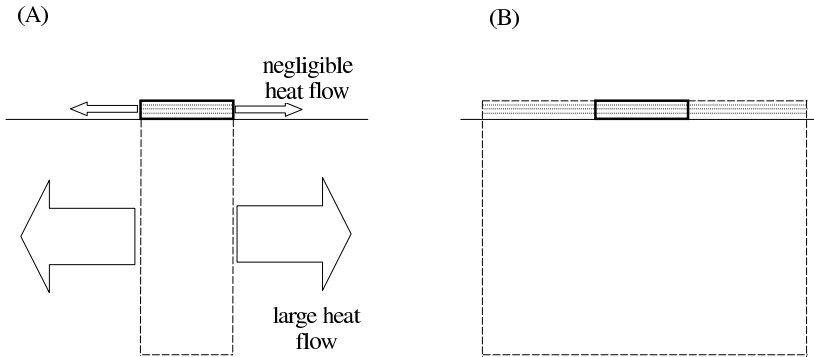 (A)
(B)
negligible
heat flow
large heat
flow